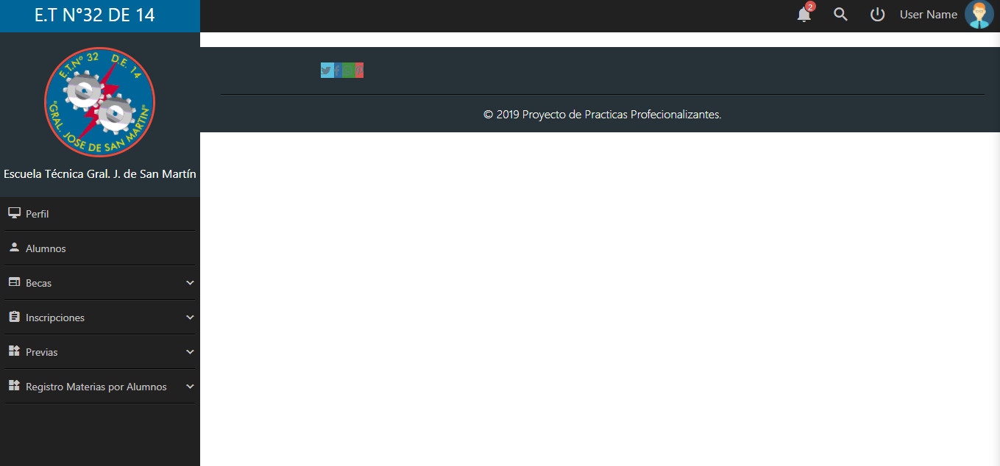 E.T N°32 DE 14
2
User Name
E.T.Nº 32 D.E. 14
"GRAL. JOSE DE SAN MARTIN"
Escuela Técnica Gral. J. de San Martín
Perfil
Alumnos
Becas
Inscripciones
Previas
Registro Materias por Alumnos
© 2019 Proyecto de Practicas Profecionalizantes.